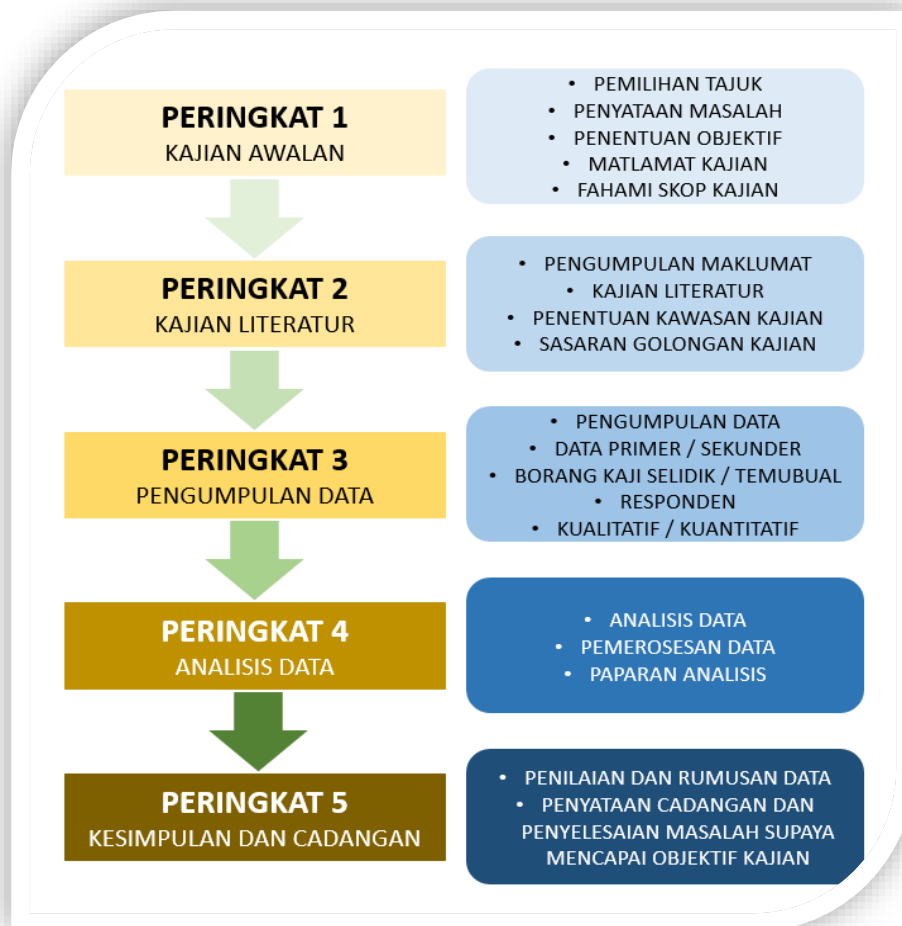 PERINGKAT 1
KAJIAN AWALAN
• PEMILIHAN TAJUK
• PENYATAAN MASALAH
• PENENTUAN OBJEKTIF
• MATLAMAT KAJIAN
• FAHAMI SKOP KAJIAN
PERINGKAT 2
KAJIAN LITERATUR
• PENGUMPULAN MAKLUMAT
• KAJIAN LITERATUR
• PENENTUAN KAWASAN KAJIAN
• SASARAN GOLONGAN KAJIAN
PERINGKAT 3
PENGUMPULAN DATA
• PENGUMPULAN DATA
• DATA PRIMER / SEKUNDER
• BORANG KAJI SELIDIK / TEMUBUAL
• RESPONDEN
• KUALITATIF / KUANTITATIF
PERINGKAT 4
ANALISIS DATA
• ANALISIS DATA
• PEMEROSESAN DATA
• PAPARAN ANALISIS
PERINGKAT 5
KESIMPULAN DAN CADANGAN
• PENILAIAN DAN RUMUSAN DATA
• PENYATAAN CADANGAN DAN
PENYELESAIAN MASALAH SUPAYA
MENCAPAI OBJEKTIF KAJIAN